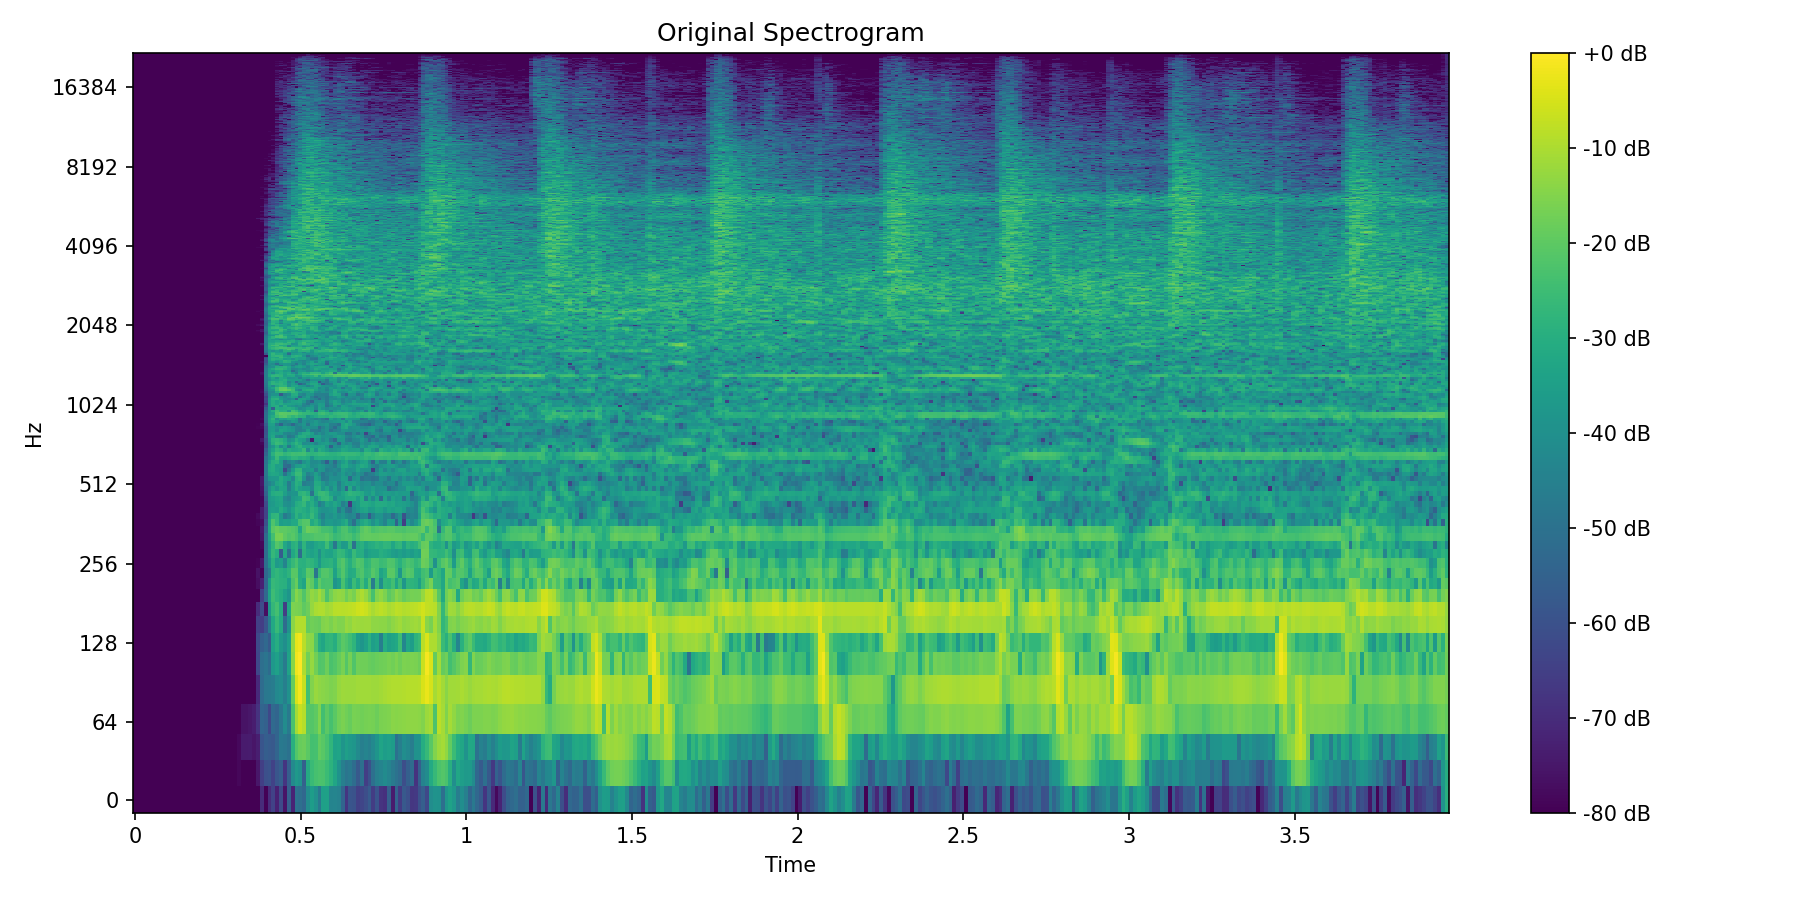 Original Spectrogram
Hz
16384
8192
4096
2048
1024
512
256
128
64
0
0 0.5 1 1.5 2 2.5 3 3.5
Time
+0 dB
-10 dB
-20 dB
-30 dB
-40 dB
-50 dB
-60 dB
-70 dB
-80 dB